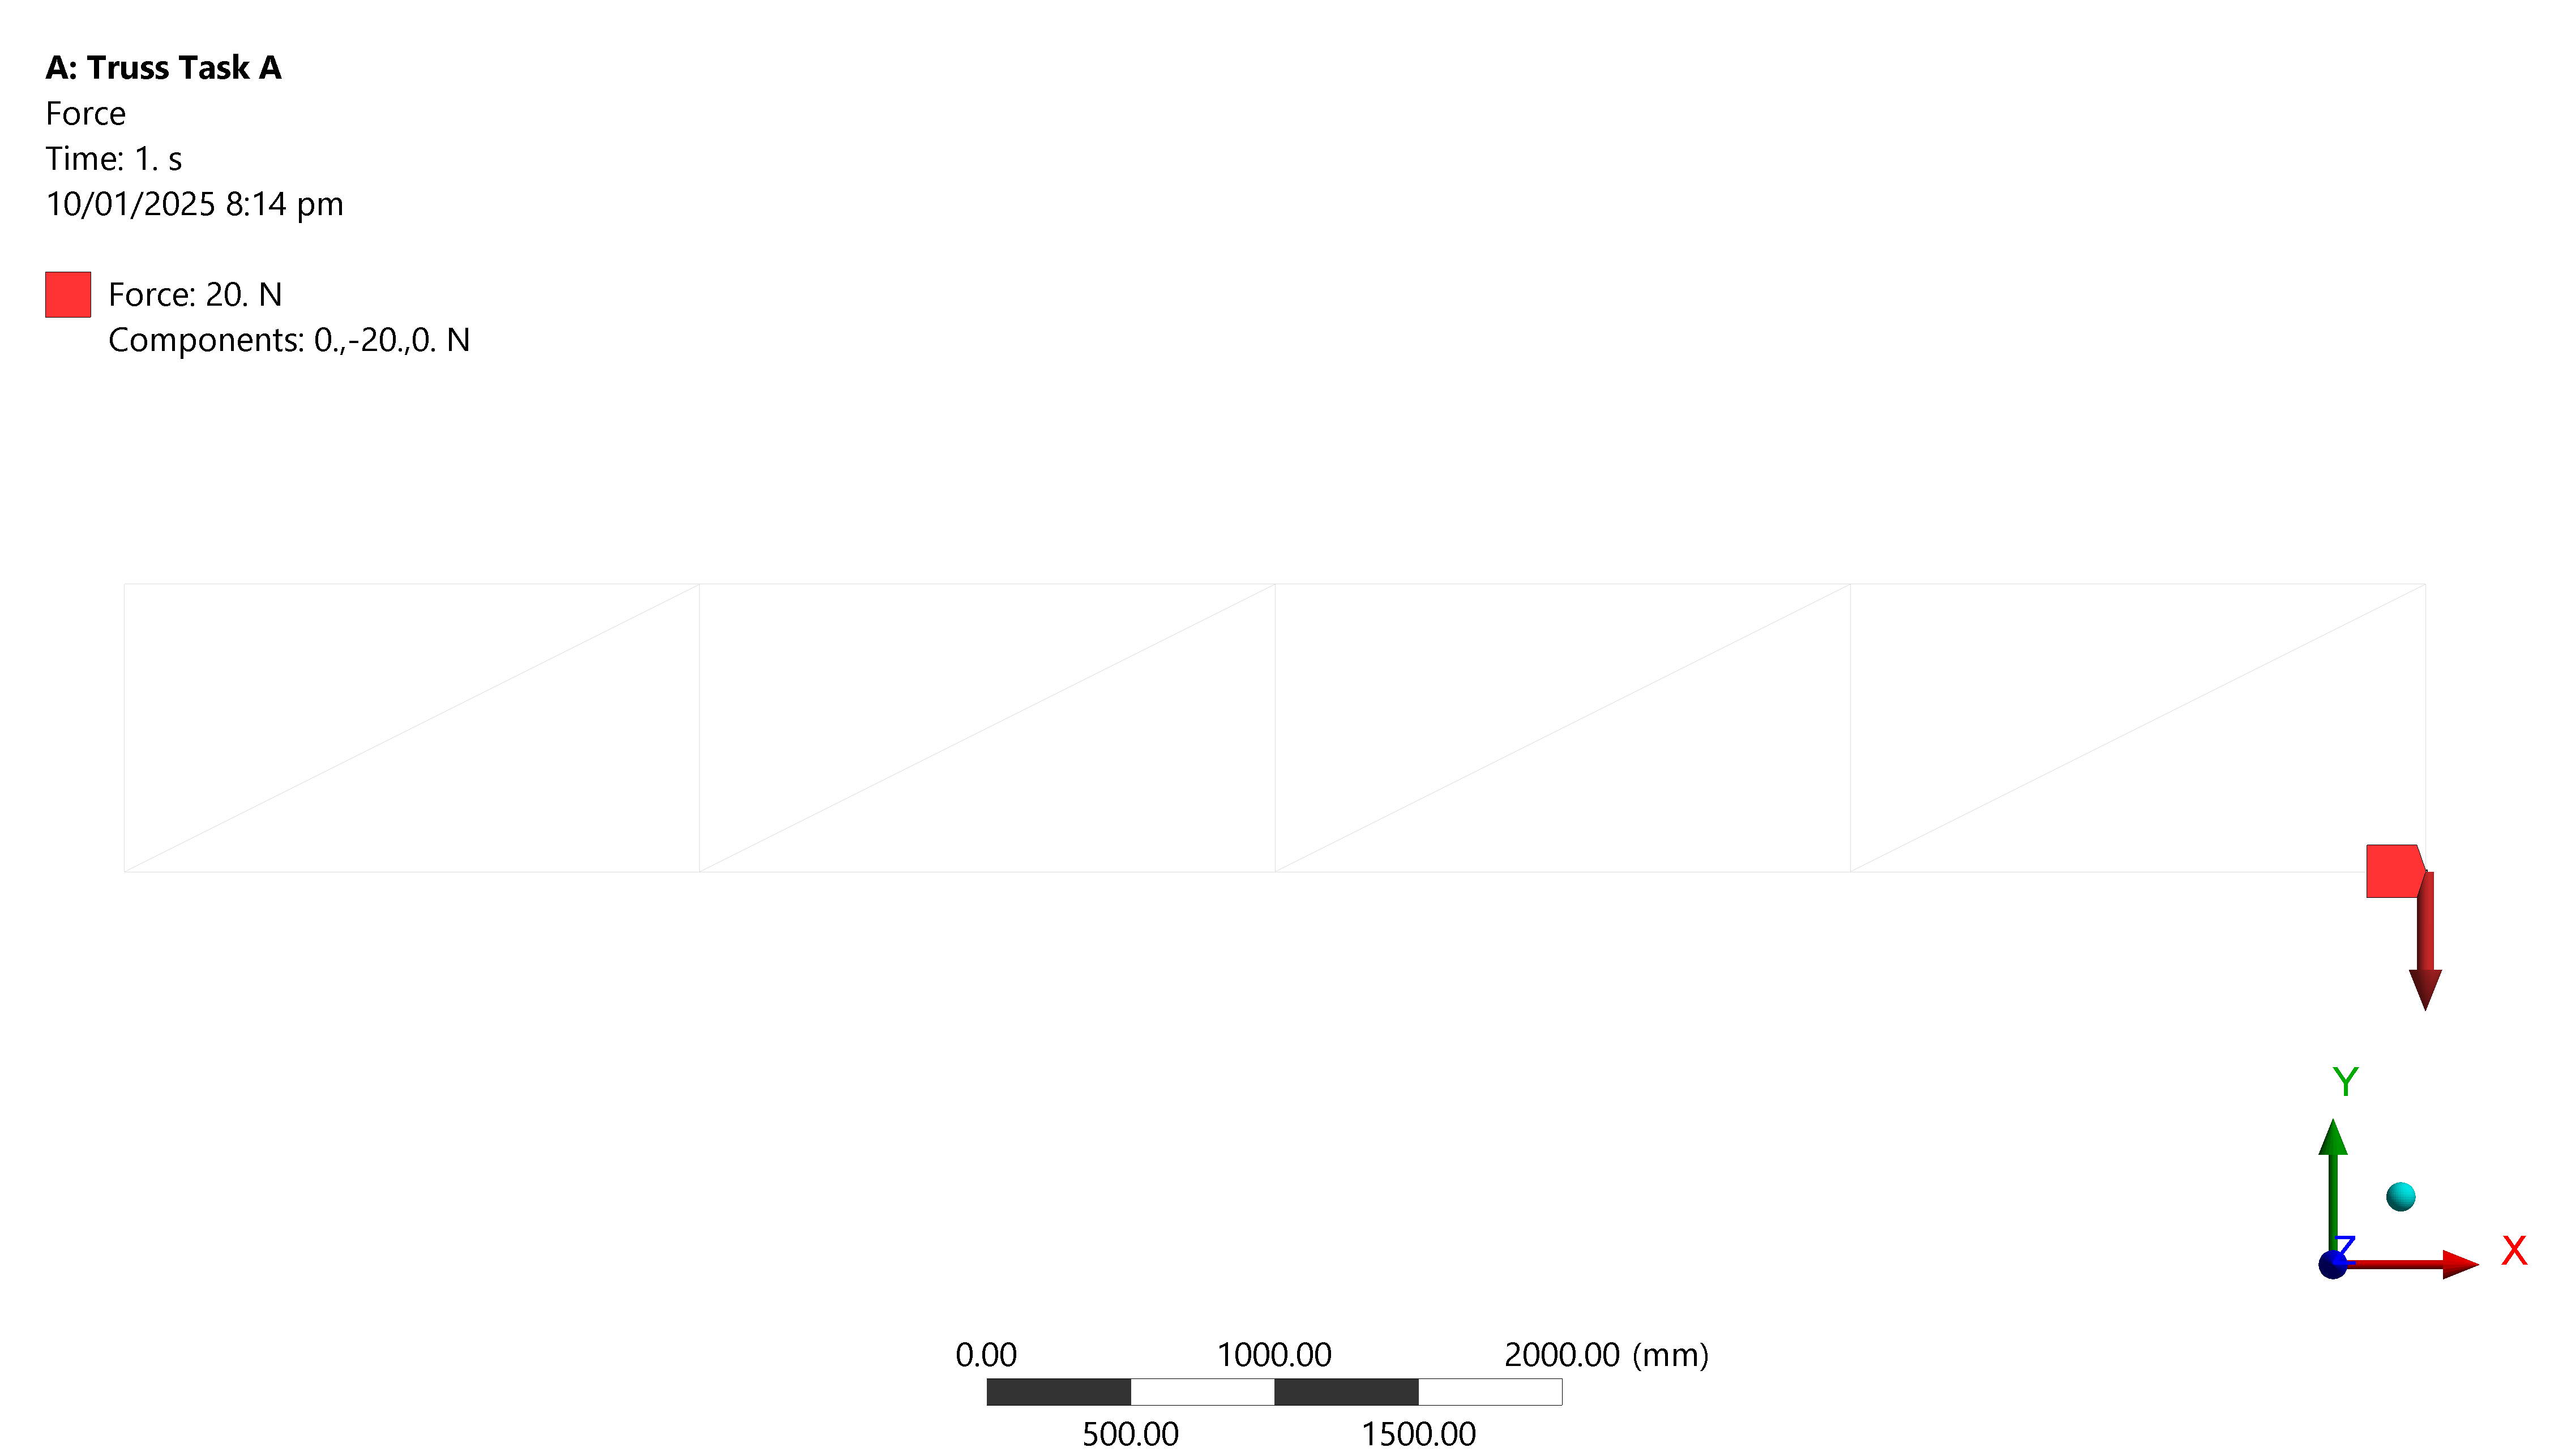 A: Truss Task A
Force
Time: 1. s
10/01/2025 8:14 pm
Force: 20. N
Components: 0.,-20.,0. N
Y
Z
X
0.00 1000.00 2000.00 (mm)
500.00 1500.00